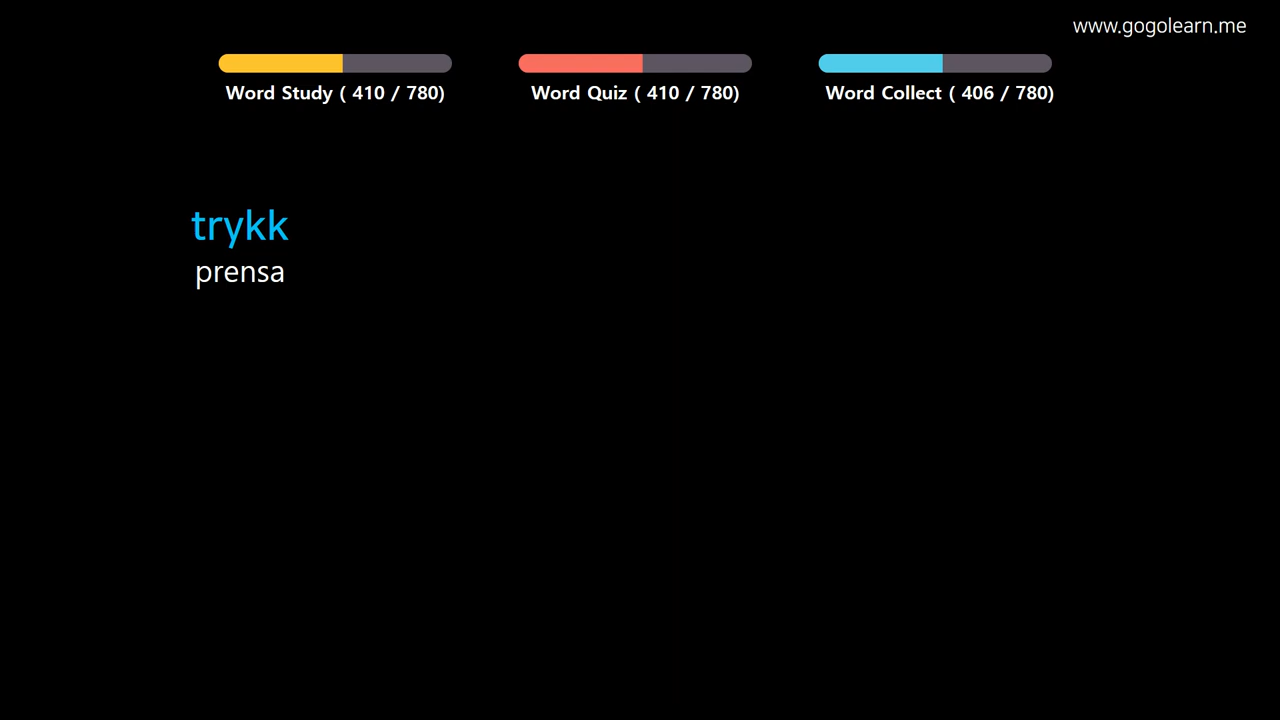 www.gogolearn.me
Word Study ( 410 / 780)
Word Quiz ( 410 / 780)
Word Collect ( 406 / 780)
trykk
prensa